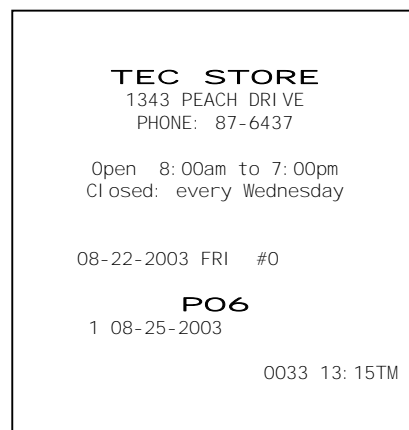 TEC STORE
1343 PEACH DRIVE
PHONE: 87-6437
Open 8:00am to 7:00pm
Closed: every Wednesday
08-22-2003 FRI #0
PO6
1 08-25-2003
0033 13:15TM